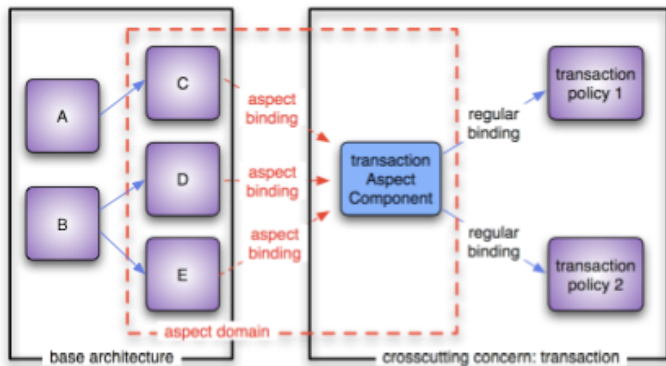 A
B
C
D
E
aspect
binding
aspect
binding
aspect
binding
aspect domain
base architecture
transaction
Aspect
Component
regular
binding
regular
binding
transaction
policy 1
transaction
policy 2
crosscutting concern: transaction